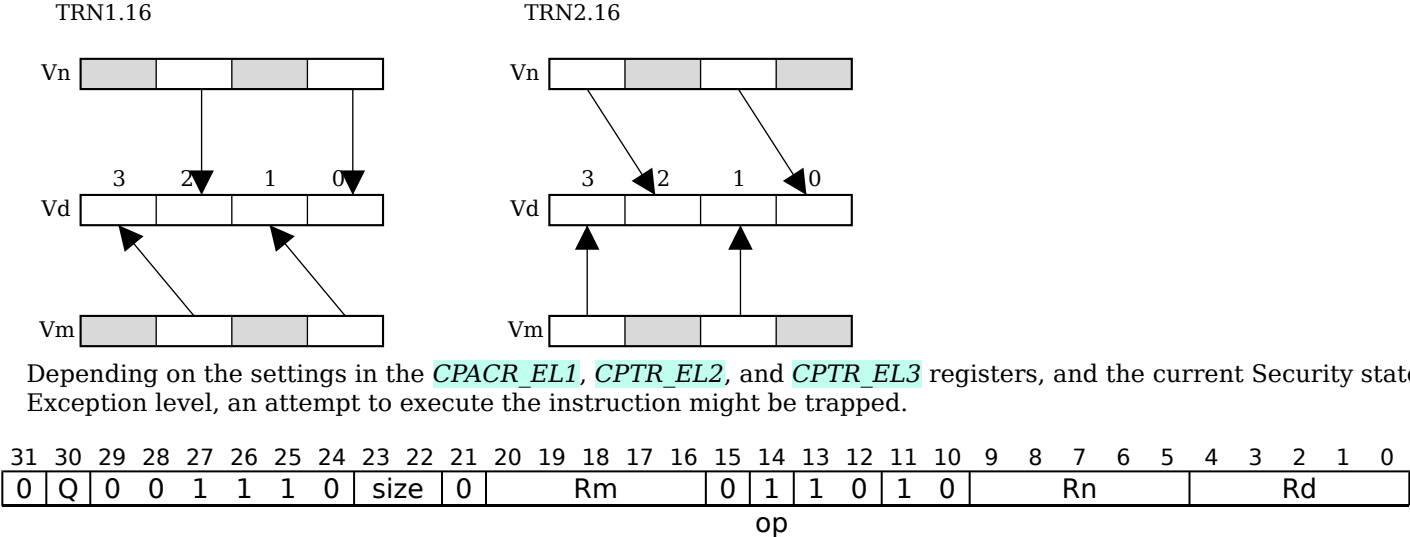 TRN1.16 TRN2.16
Vn Vn
3 2 1 0 3 2 1 0
Vd Vd
Vm Vm
Depending on the settings in the CPACR_EL1, CPTR_EL2, and CPTR_EL3 registers, and the current Security state
Exception level, an attempt to execute the instruction might be trapped.
31 30 29 28 27 26 25 24 23 22 21 20 19 18 17 16 15 14 13 12 11 10 9 8 7 6 5 4 3 2 1 0
0 Q 0 0 1 1 1 0 size 0 Rm 0 1 1 0 1 0 Rn Rd
op